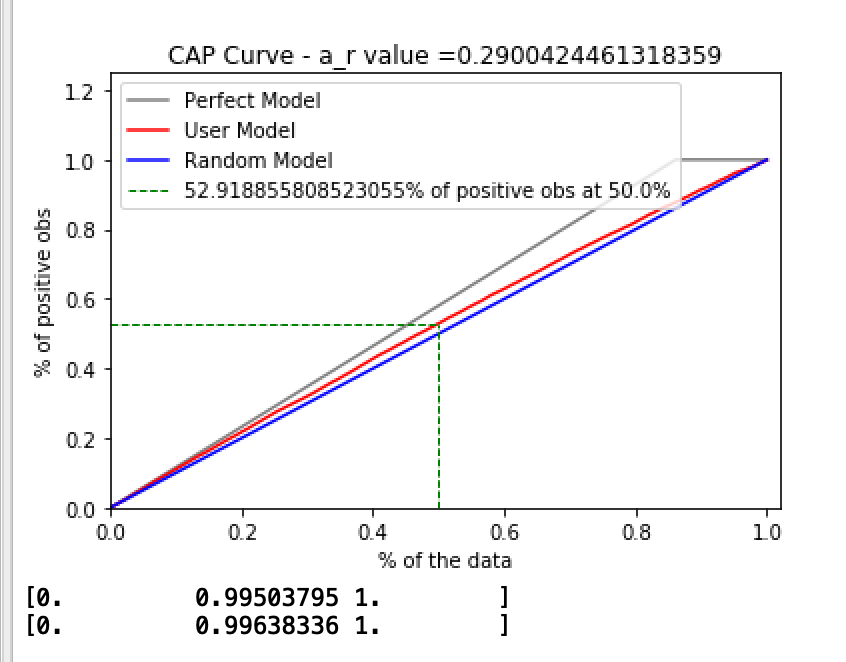 CAP Curve - a_r value =0.2900424461318359
Perfect Model
User Model
Random Model
52.918855808523055% of positive obs at 50.0%
1.2
1.0
0.8
0.6
0.4
0.2
0.0
% of positive obs
0.0 0.2 0.4 0.6 0.8 1.0
% of the data
[0. 0.99503795 1. ]
[0. 0.99638336 1. ]